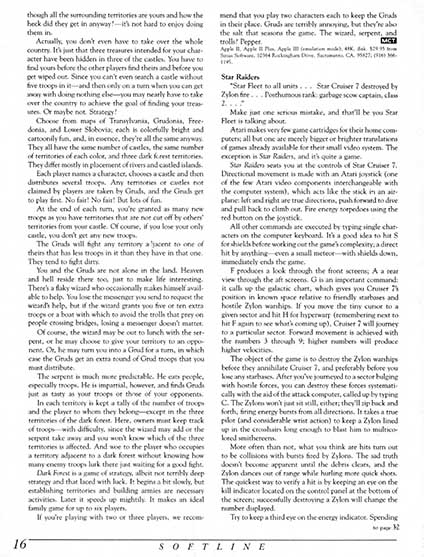 though all the surrounding territories are yours and how the
heck did they get in anyway!—it's not hard to enjoy doing
them in.
Actually, you don't even have to take over the whole
country. It's just that three treasures intended for your char-
acter have been hidden in three of the castles. You have to
find yours before the other players find theirs and before you
get wiped out. Since you can't even search a castle without
five troops in it—and then only on a turn when you can get
away with doing nothing else—you may nearly have to take
over the country to achieve the goal of finding your treas-
ures. Or maybe not. Strategy!
Choose from maps of Transylvania, Grudonia, Free-
donia, and Lower Slobovia; each is colorfully bright and
cartoonily fun, and, in essence, they're all the same anyway.
They all have the same number of castles, the same number
of territories of each color, and three dark forest territories.
They differ mostly in placement of rivers and castled islands.
Each player names a character, chooses a castle and then
distributes several troops. Any territories or castles not
claimed by players are taken by Gruds, and the Gruds get
to play first. No fair! No fair! But lots of fun.
At the end of each turn, you're granted as many new
troops as you have territories that are not cut off by others'
territories from your castle. Of course, if you lose your only
castle, you don't get any new troops.
The Gruds will fight any territory adjacent to one of
theirs that has less troops in it than they have in that one.
They tend to fight dirty.
You and the Gruds are not alone in the land. Heaven
and hell reside there too, just to make life interesting.
There's a flaky wizard who occasionally makes himself avail-
able to help. You lose the messenger you send to request the
wizard's help, but if the wizard grants you five or ten extra
troops or a boat with which to avoid the trolls that prey on
people crossing bridges, losing a messenger doesn't matter.
Of course, the wizard may be out to lunch with the ser-
pent, or he may choose to give your territory to an oppo-
nent. Or, he may turn you into a Grud for a turn, in which
case the Gruds get an extra round of Grud troops that you
must distribute.
The serpent is much more predictable. He eats people,
especially troops. He is impartial, however, and finds Gruds
just as tasty as your troops or those of your opponents.
In each territory is kept a tally of the number of troops
and the player to whom they belong—except in the three
territories of the dark forest. Here, owners must keep track
of troops—with difficulty, since the wizard may add or the
serpent take away and you won't know which of the three
territories is affected. And woe to the player who occupies
a territory adjacent to a dark forest without knowing how
many enemy troops lurk there just waiting for a good fight.
Dark Forest is a game of strategy, albeit not terribly deep
strategy and that laced with luck. It begins a bit slowly, but
establishing territories and building armies are necessary
activities. Later it speeds up nightily. It makes an ideal
family game for up to six players.
If you're playing with two or three players, we recom-
mend that you play two characters each to keep the Gruds
in their place. Gruds are terribly annoying, but they're also
the salt that seasons the game. The wizard, serpent, and
trolls? Pepper. MCT
Apple II, Apple II Plus, Apple III (emulation mode), 48K, disk. $29.95 from
Sirius Software, 10364 Rockingham Drive, Sacramento, CA 95827; (916) 366-
1195.
Star Raiders
"Star Fleet to all units . . . Star Cruiser 7 destroyed by
Zylon fire . . . Posthumous rank: garbage scow captain, class
2. . . ."
Make just one serious mistake, and that'll be you Star
Fleet is talking about.
Atari makes very few game cartridges for their home com-
puters; all but one are merely bigger or brighter translations
of games already available for their small video system. The
exception is Star Raiders, and it's quite a game.
Star Raiders seats you at the controls of Star Cruiser 7.
Directional movement is made with an Atari joystick (one
of the few Atari video components interchangeable with
the computer system), which acts like the stick in an air-
plane: left and right are true directions, push forward to dive
and pull back to climb out. Fire energy torpedoes using the
red button on the joystick.
All other commands are executed by typing single char-
acters on the computer keyboard. It's a good idea to hit S
for shields before working out the game's complexity; a direct
hit by anything—even a small meteor—with shields down,
immediately ends the game.
F produces a look through the front screens; A a rear
view through the aft screens. G is an important command:
it calls up the galactic chart, which gives you Cruiser 7's
position in known space relative to friendly starbases and
hostile Zylon warships. If you move the tiny cursor to a
given sector and hit H for hyperwarp (remembering next to
hit F again to see what's coming up), Cruiser 7 will journey
to a particular sector. Forward movement is achieved with
the numbers 3 through 9; higher numbers will produce
higher velocities.
The object of the game is to destroy the Zylon warships
before they annihilate Cruiser 7, and preferably before you
lose any starbases. After you've journeyed to a sector bulging
with hostile forces, you can destroy these forces systemati-
cally with the aid of the attack computer, called up by typing
C. The Zylons won't just sit still, either; they'll zip back and
forth, firing energy bursts from all directions. It takes a true
pilot (and considerable wrist action) to keep a Zylon lined
up in the crosshairs long enough to blast him to multico-
lored smithereens.
More often than not, what you think are hits turn out
to be collisions with bursts fired by Zylons. The sad truth
doesn't become apparent until the debris clears, and the
Zylon dances out of range while hurling more quick shots.
The quickest way to verify a hit is by keeping an eye on the
kill indicator located on the control panel at the bottom of
the screen; successfully destroying a Zylon will change the
number displayed.
Try to keep a third eye on the energy indicator. Spending
to page 32
16
SOFTLINE